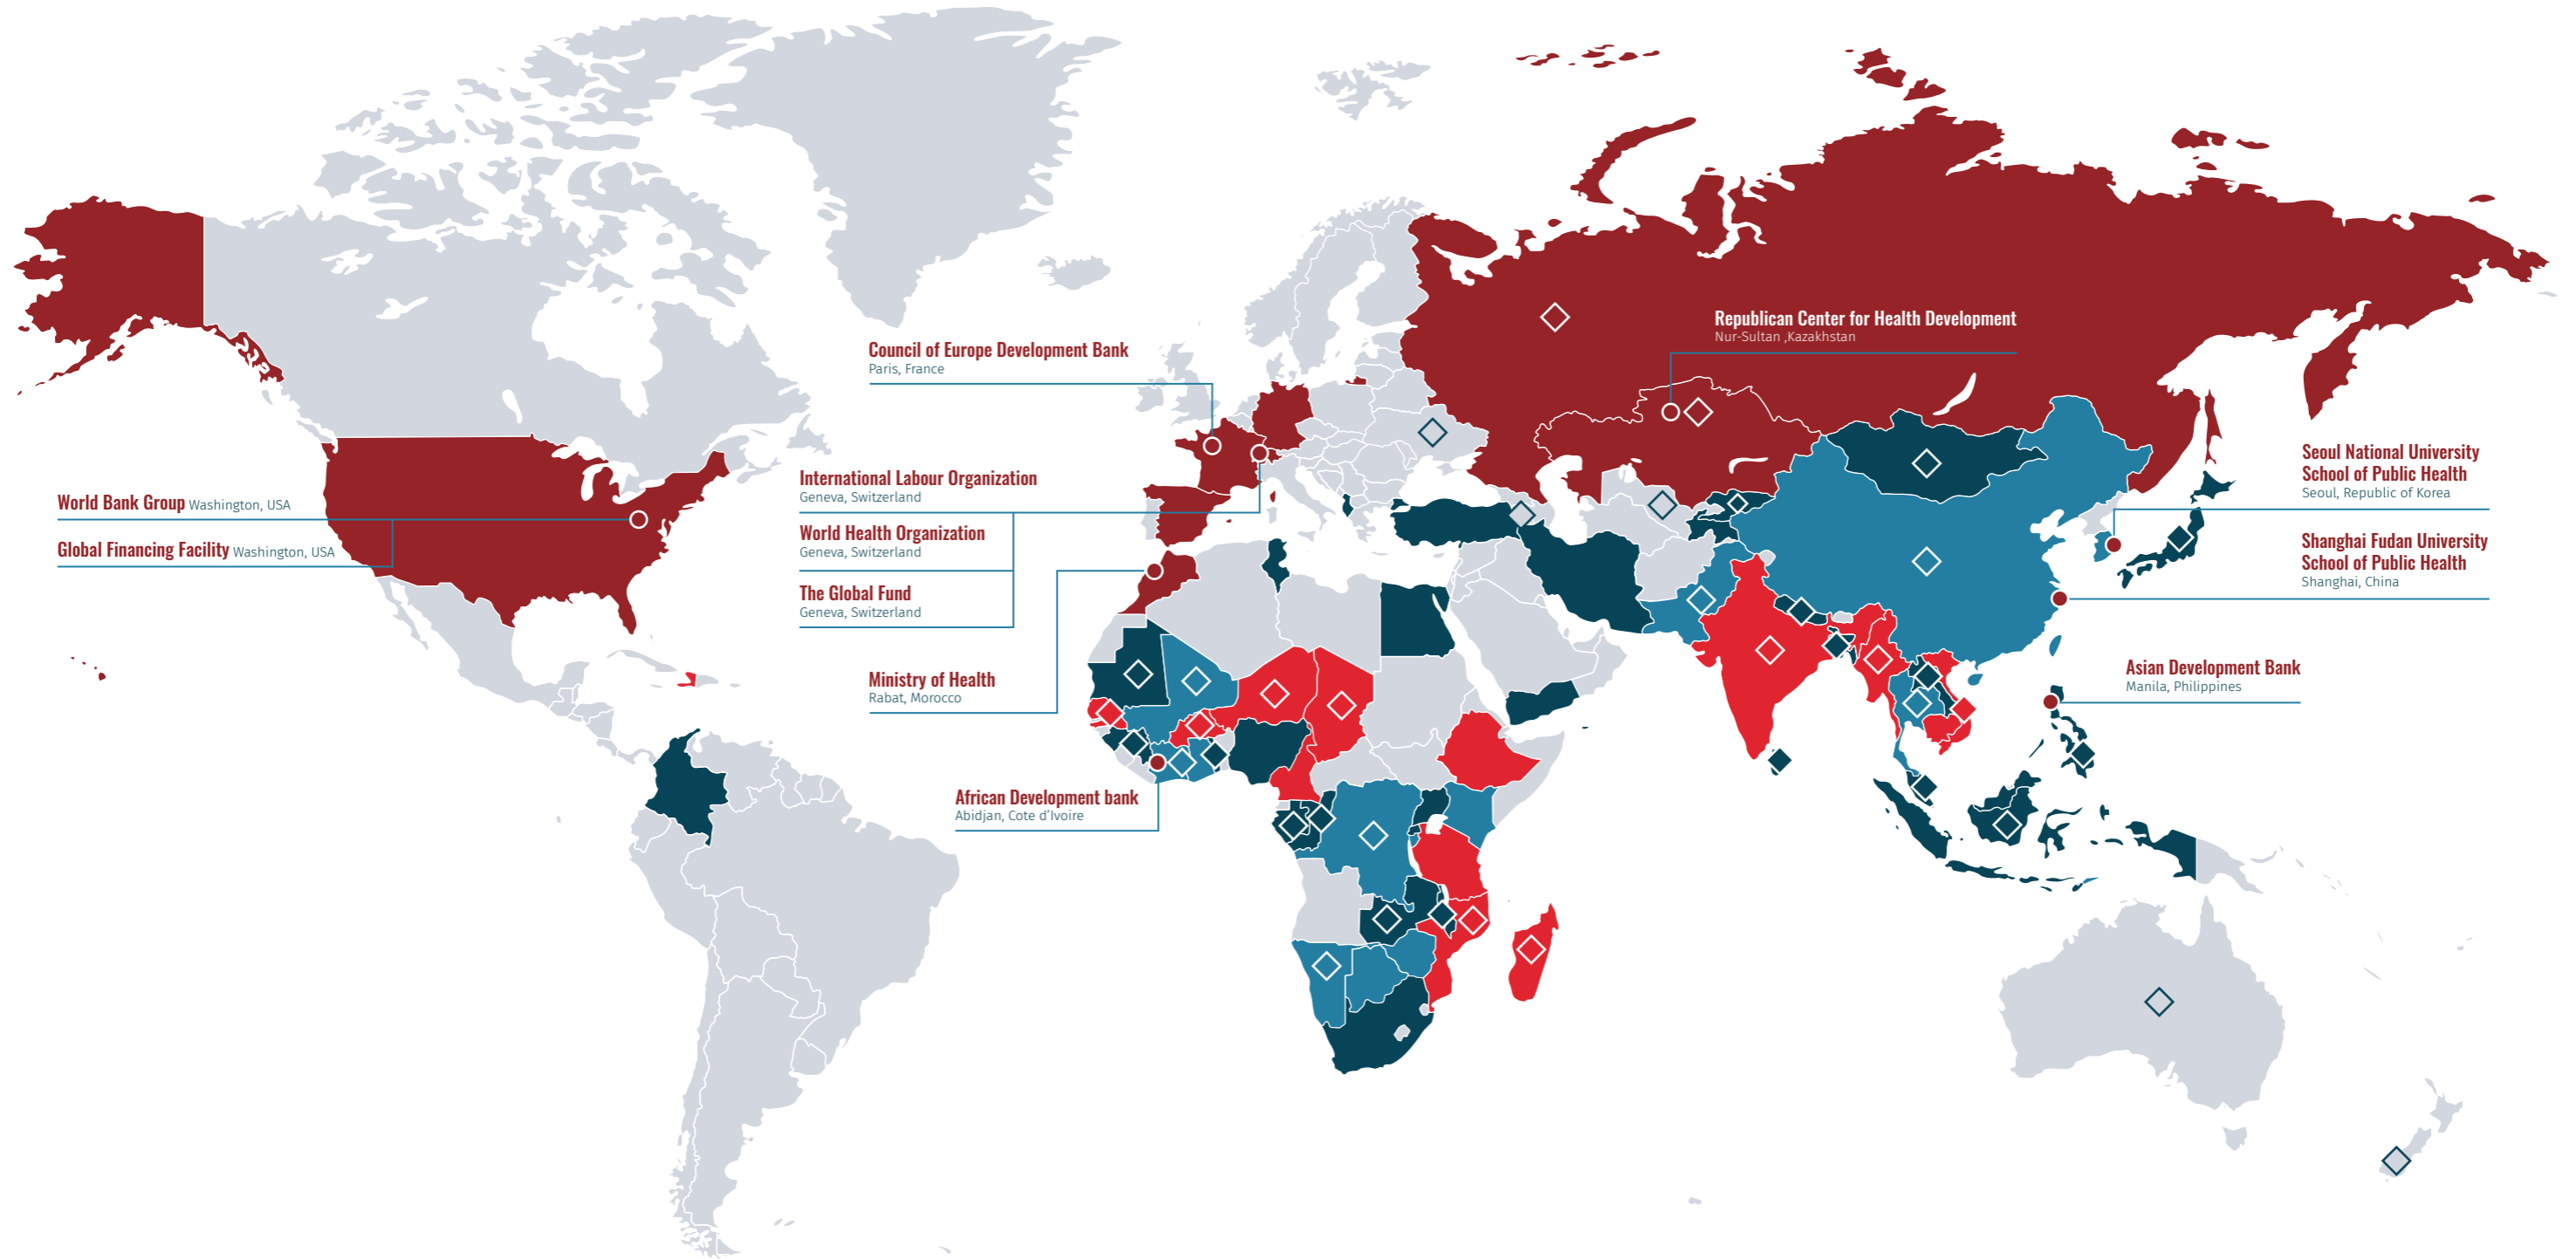 World Bank Group Washington, USA
Global Financing Facility Washington, USA
Council of Europe Development Bank
Paris, France
International Labour Organization
Geneva, Switzerland
World Health Organization
Geneva, Switzerland
The Global Fund
Geneva, Switzerland
Ministry of Health
Rabat, Morocco
African Development bank
Abidjan, Cote d’Ivoire
Republican Center for Health Development
Nur-Sultan ,Kazakhstan
Seoul National University
School of Public Health
Seoul, Republic of Korea
Shanghai Fudan University
School of Public Health
Shanghai, China
Asian Development Bank
Manila, Philippines